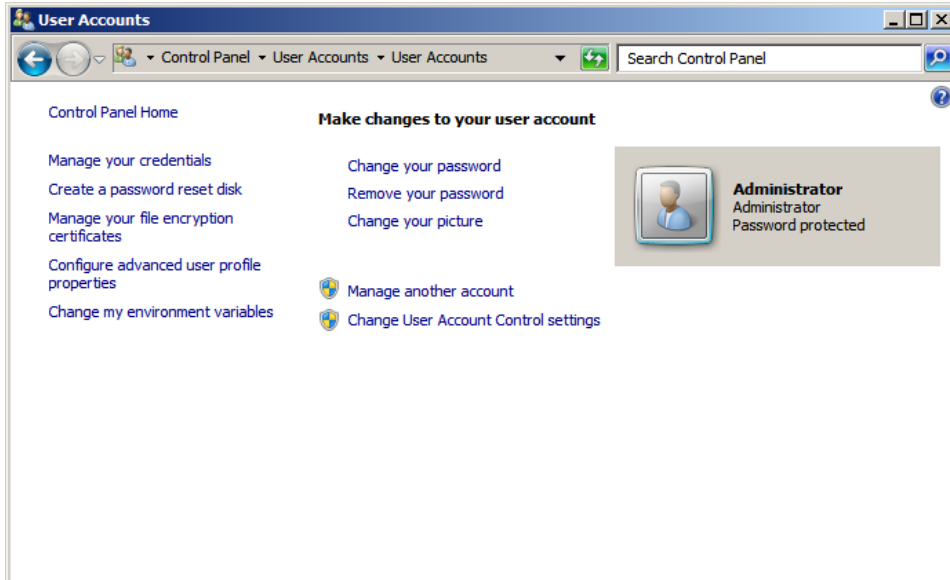 User Accounts
Control Panel User Accounts User Accounts
Search Control Panel
Control Panel Home
Manage your credentials
Create a password reset disk
Manage your file encryption
certificates
Configure advanced user profile
properties
Change my environment variables
Make changes to your user account
Change your password
Remove your password
Change your picture
Manage another account
Change User Account Control settings
Administrator
Administrator
Password protected